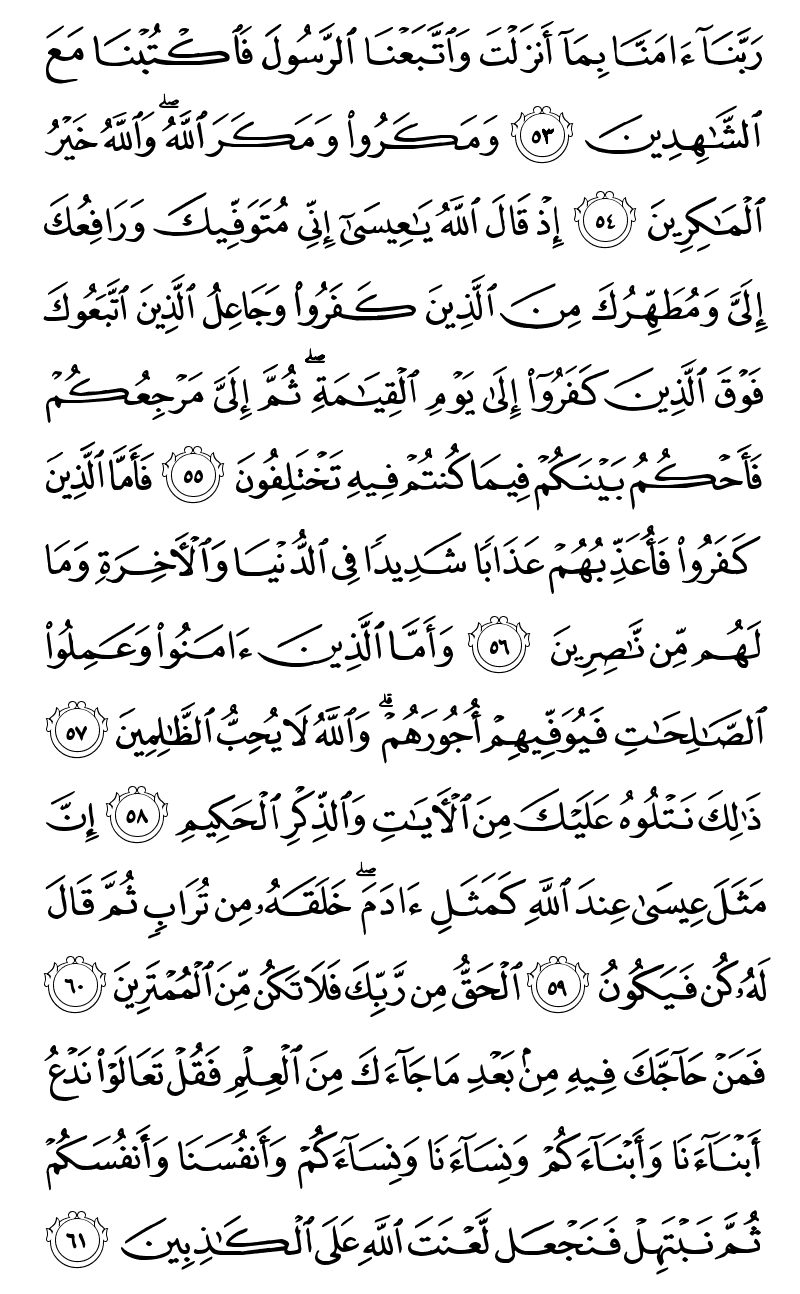 رَبَّنَآ ءَامَنَّا بِمَآ أَنزَلْتَ وَٱتَّبَعْنَا ٱلرَّسُولَ فَٱكْتُبْنَا مَعَ
ٱلشَّٰهِدِينَ ٥٣ وَمَكَرُوا۟ وَمَكَرَ ٱللَّهُ ۖ وَٱللَّهُ خَيْرُ
ٱلْمَٰكِرِينَ ٥٤ إِذْ قَالَ ٱللَّهُ يَٰعِيسَىٰٓ إِنِّى مُتَوَفِّيكَ وَرَافِعُكَ
إِلَىَّ وَمُطَهِّرُكَ مِنَ ٱلَّذِينَ كَفَرُوا۟ وَجَاعِلُ ٱلَّذِينَ ٱتَّبَعُوكَ
فَوْقَ ٱلَّذِينَ كَفَرُوٓا۟ إِلَىٰ يَوْمِ ٱلْقِيَٰمَةِ ۖ ثُمَّ إِلَىَّ مَرْجِعُكُمْ
فَأَحْكُمُ بَيْنَكُمْ فِيمَا كُنتُمْ فِيهِ تَخْتَلِفُونَ ٥٥ فَأَمَّا ٱلَّذِينَ
كَفَرُوا۟ فَأُعَذِّبُهُمْ عَذَابًا شَدِيدًا فِى ٱلدُّنْيَا وَٱلْءَاخِرَةِ وَمَا
لَهُم مِّن نَّٰصِرِينَ ٥٦ وَأَمَّا ٱلَّذِينَ ءَامَنُوا۟ وَعَمِلُوا۟
ٱلصَّٰلِحَٰتِ فَيُوَفِّيهِمْ أُجُورَهُمْ ۗ وَٱللَّهُ لَا يُحِبُّ ٱلظَّٰلِمِينَ ٥٧
ذَٰلِكَ نَتْلُوهُ عَلَيْكَ مِنَ ٱلْءَايَٰتِ وَٱلذِّكْرِ ٱلْحَكِيمِ ٥٨ إِنَّ
مَثَلَ عِيسَىٰ عِندَ ٱللَّهِ كَمَثَلِ ءَادَمَ ۖ خَلَقَهُۥ مِن تُرَابٍ ثُمَّ قَالَ
لَهُۥ كُن فَيَكُونُ ٥٩ ٱلْحَقُّ مِن رَّبِّكَ فَلَا تَكُن مِّنَ ٱلْمُمْتَرِينَ ٦٠
فَمَنْ حَآجَّكَ فِيهِ مِنۢ بَعْدِ مَا جَآءَكَ مِنَ ٱلْعِلْمِ فَقُلْ تَعَالَوْا۟ نَدْعُ
أَبْنَآءَنَا وَأَبْنَآءَكُمْ وَنِسَآءَنَا وَنِسَآءَكُمْ وَأَنفُسَنَا وَأَنفُسَكُمْ
ثُمَّ نَبْتَهِلْ فَنَجْعَل لَّعْنَتَ ٱللَّهِ عَلَى ٱلْكَٰذِبِينَ ٦١